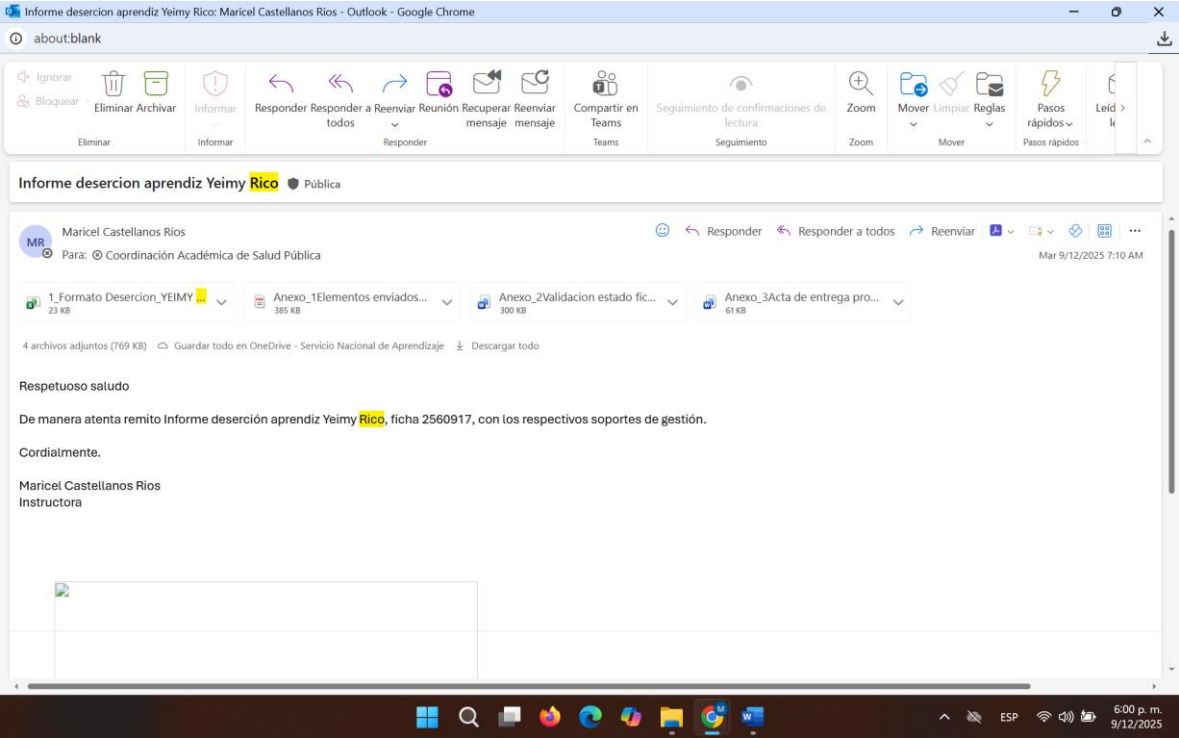 Informe desercion aprendiz Yeimy Rico: Maricel Castellanos Rios - Outlook - Google Chrome
about:blank
Ignorar
Bloquear
Eliminar Archivar
Informar
Responder Responder a todos Reenviar Reunión Recuperar mensaje Reenviar mensaje
Compartir en Teams
Seguimiento de confirmaciones de lectura
Zoom
Mover Limpiar Reglas
Pasos rápidos
Eliminar Informar Responder Teams Seguimiento Zoom Mover Pasos rápidos
Informe desercion aprendiz Yeimy Rico Pública
MR
Maricel Castellanos Rios
Responder Responder a todos Reenviar
Para: Coordinación Académica de Salud Pública
Mar 9/12/2025 7:10 AM
1_Formato Desercion_YEIMY ...
23 KB
Anexo_1Elementos enviados...
385 KB
Anexo_2Validacion estado fic...
300 KB
Anexo_3Acta de entrega pro...
61 KB
4 archivos adjuntos (769 KB) Guardar todo en OneDrive - Servicio Nacional de Aprendizaje Descargar todo
Respetuoso saludo
De manera atenta remito Informe deserción aprendiz Yeimy Rico, ficha 2560917, con los respectivos soportes de gestión.
Cordialmente.
Maricel Castellanos Rios
Instructora
ESP
6:00 p. m.
9/12/2025